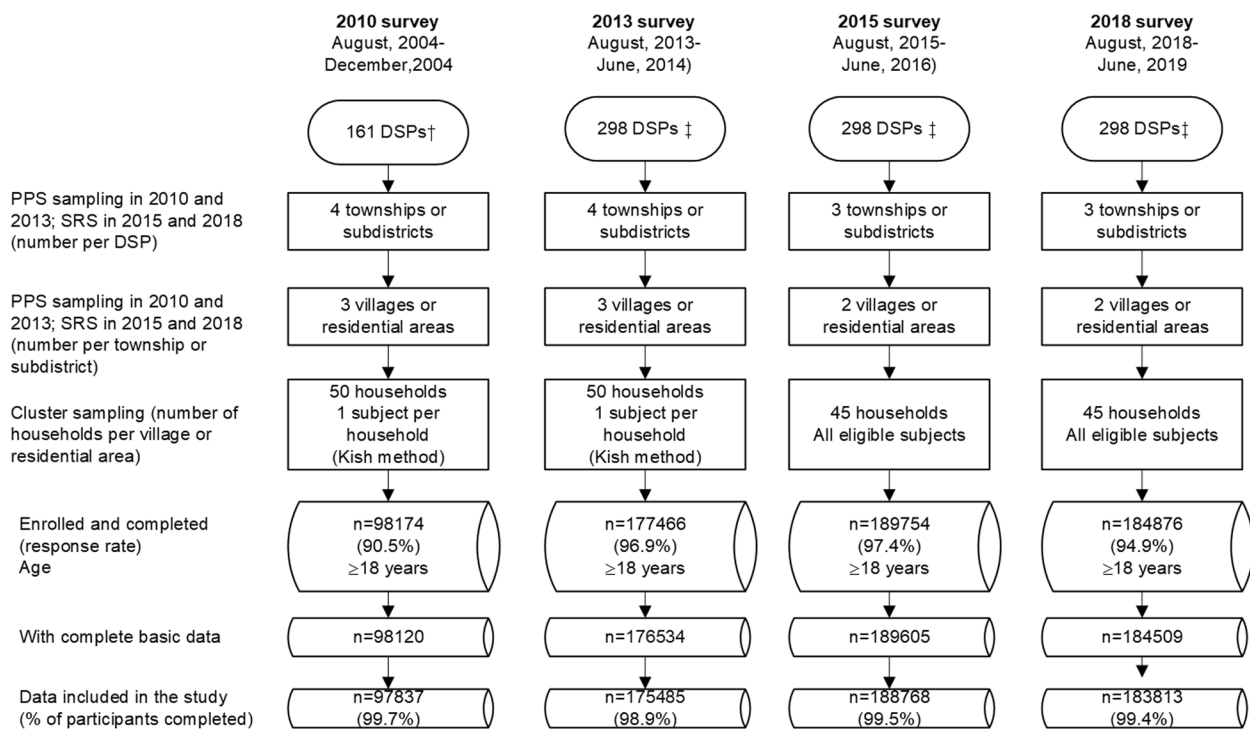 2010 survey
August, 2004-
December,2004
2013 survey
August, 2013-
June, 2014)
2015 survey
August, 2015-
June, 2016)
2018 survey
August, 2018-
June, 2019
161 DSPs†
298 DSPs ‡
298 DSPs ‡
298 DSPs‡
PPS sampling in 2010 and
2013; SRS in 2015 and 2018
(number per DSP)
4 townships or
subdistricts
4 townships or
subdistricts
3 townships or
subdistricts
3 townships or
subdistricts
PPS sampling in 2010 and
2013; SRS in 2015 and 2018
(number per township or
subdistrict)
3 villages or
residential areas
3 villages or
residential areas
2 villages or
residential areas
2 villages or
residential areas
Cluster sampling (number of
households per village or
residential area)
50 households
1 subject per
household
(Kish method)
50 households
1 subject per
household
(Kish method)
45 households
All eligible subjects
45 households
All eligible subjects
Enrolled and completed
(response rate)
Age
n=98174
(90.5%)
≥18 years
n=177466
(96.9%)
≥18 years
n=189754
(97.4%)
≥18 years
n=184876
(94.9%)
≥18 years
With complete basic data
n=98120
n=176534
n=189605
n=184509
Data included in the study
(% of participants completed)
n=97837
(99.7%)
n=175485
(98.9%)
n=188768
(99.5%)
n=183813
(99.4%)